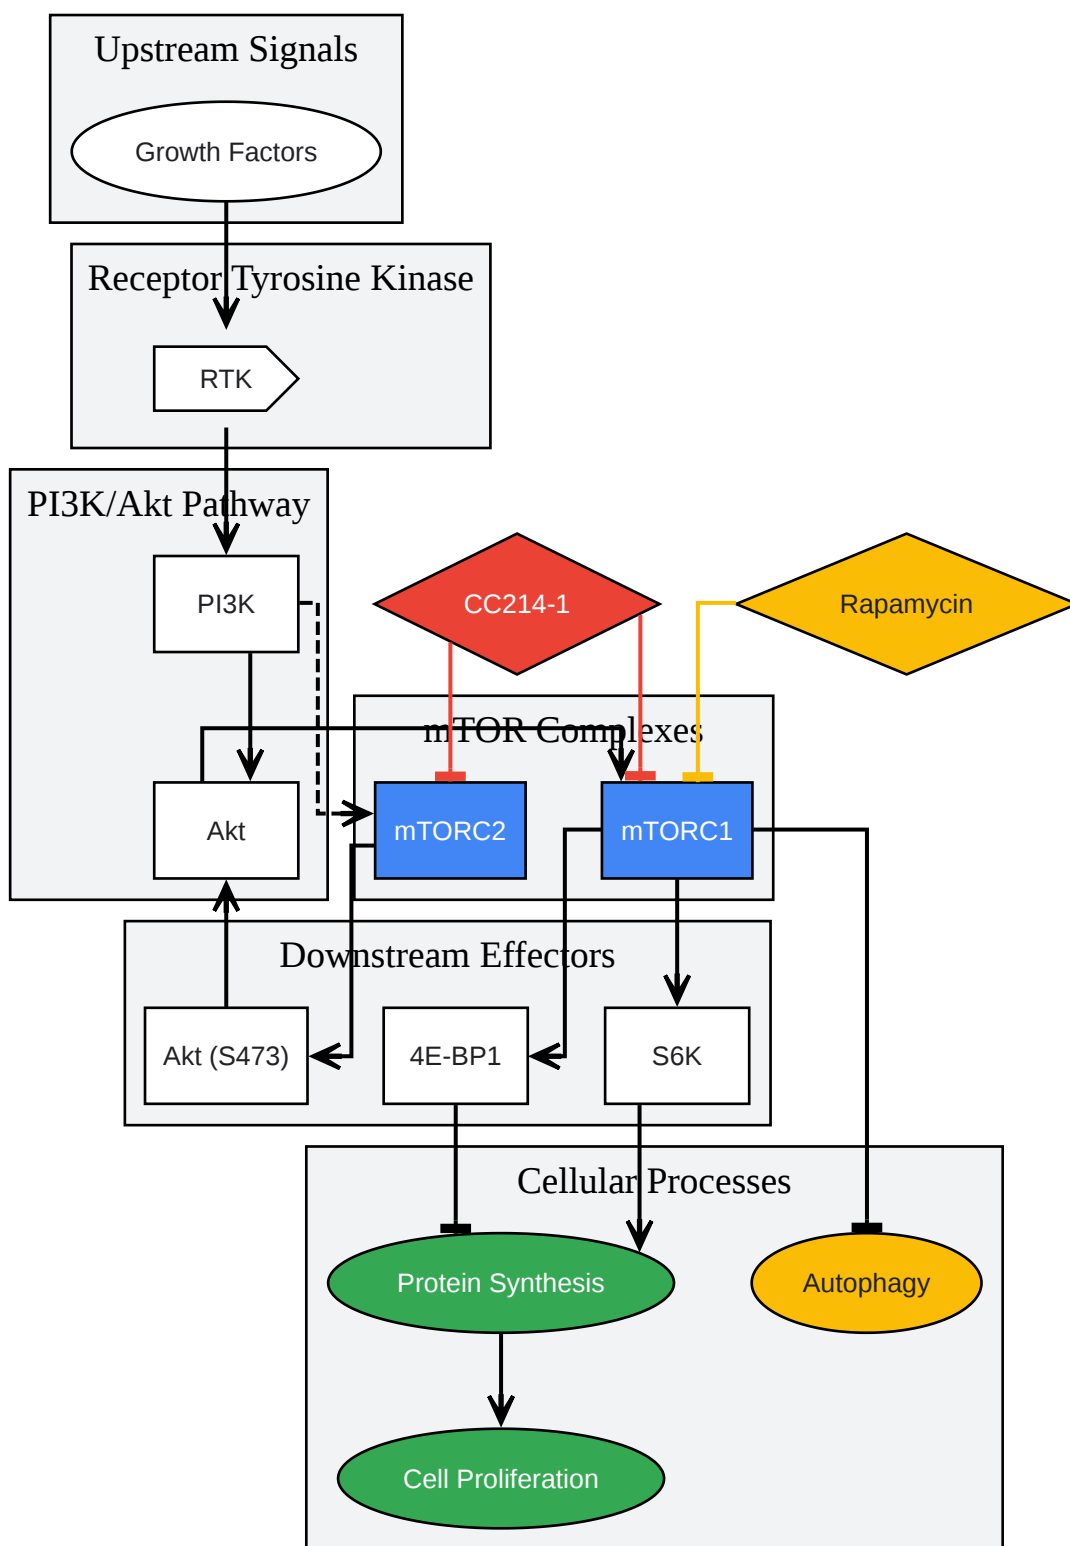 Upstream Signals
Growth Factors
Receptor Tyrosine Kinase
RTK
PI3K/Akt Pathway
PI3K
CC214-1
Rapamycin
mTOR Complexes
Akt
mTORC2
mTORC1
Downstream Effectors
Akt (S473)
4E-BP1
S6K
Cellular Processes
Protein Synthesis
Autophagy
Cell Proliferation